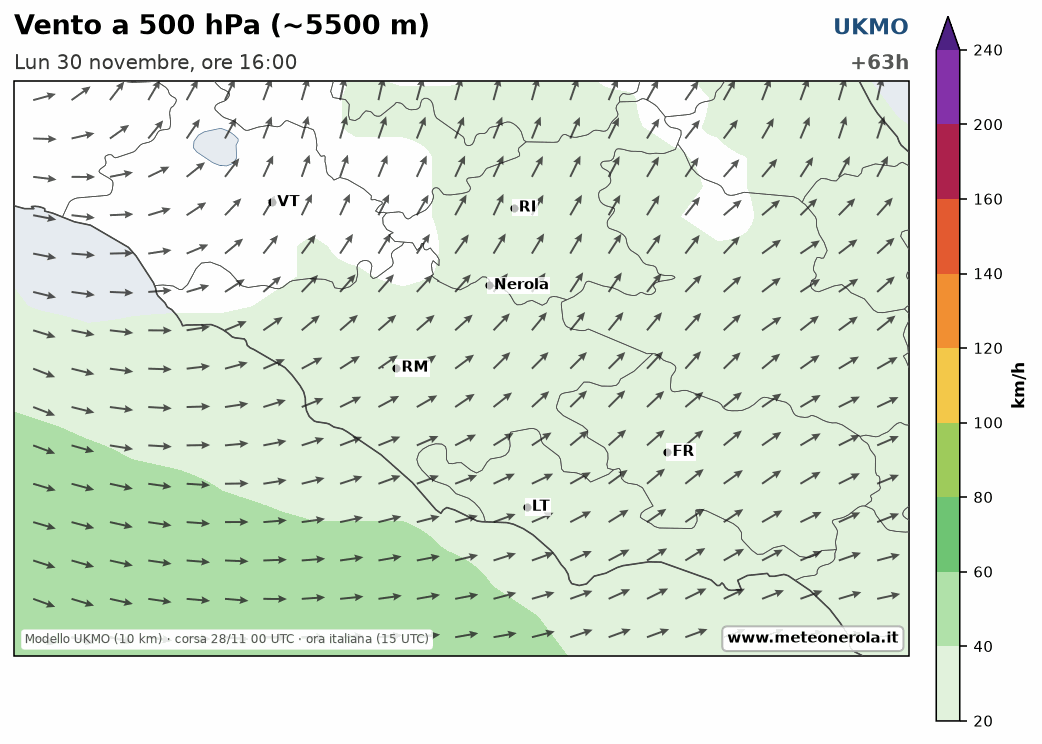 Vento a 500 hPa (~5500 m)
UKMO
Lun 30 novembre, ore 16:00
+63h
VT
RI
Nerola
RM
FR
LT
Modello UKMO (10 km) · corsa 28/11 00 UTC · ora italiana (15 UTC)
www.meteonerola.it
240
200
160
140
120
100
80
60
40
20
km/h